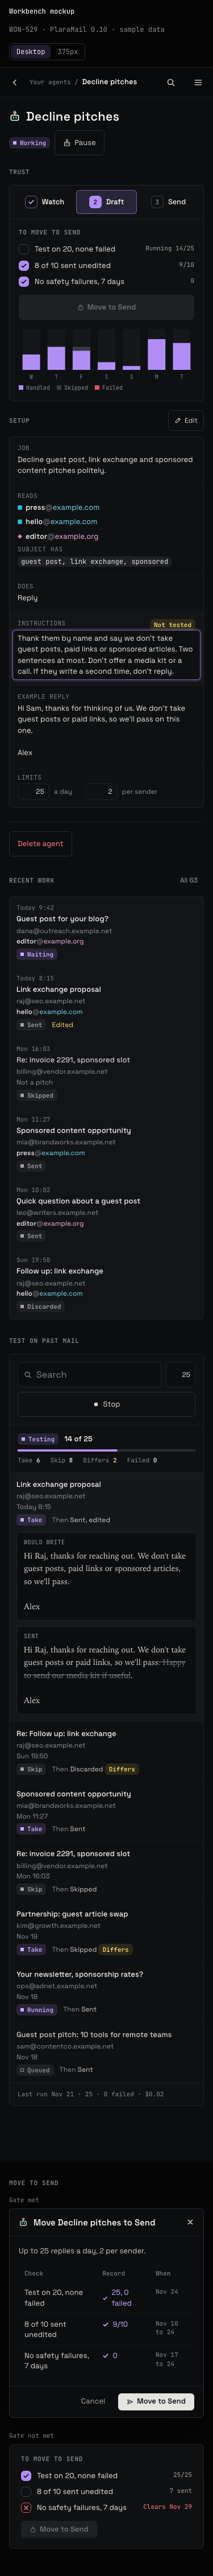 Workbench mockup
WON-529 · PlaraMail 0.10 · sample data
Desktop 375px
Your agents / Decline pitches
Decline pitches
Working Pause
TRUST
Watch 2 Draft 3 Send
TO MOVE TO SEND
Test on 20, none failed Running 14/25
8 of 10 sent unedited 9/10
No safety failures, 7 days 0
Move to Send
W T F S S M T
Handled Skipped Failed
SETUP Edit
JOB
Decline guest post, link exchange and sponsored
content pitches politely.
READS
press@example.com
hello@example.com
editor@example.org
SUBJECT HAS
guest post, link exchange, sponsored
DOES
Reply
INSTRUCTIONS Not tested
Thank them by name and say we don't take
guest posts, paid links or sponsored articles. Two
sentences at most. Don't offer a media kit or a
call. If they write a second time, don't reply.
EXAMPLE REPLY
Hi Sam, thanks for thinking of us. We don't take
guest posts or paid links, so we'll pass on this
one.
Alex
LIMITS
25 a day 2 per sender
Delete agent
RECENT WORK All 63
Today 9:42
Guest post for your blog?
dana@outreach.example.net
editor@example.org
Waiting
Today 8:15
Link exchange proposal
raj@seo.example.net
hello@example.com
Sent Edited
Mon 16:03
Re: invoice 2291, sponsored slot
billing@vendor.example.net
Not a pitch
Skipped
Mon 11:27
Sponsored content opportunity
mia@brandworks.example.net
press@example.com
Sent
Mon 10:02
Quick question about a guest post
leo@writers.example.net
editor@example.org
Sent
Sun 19:50
Follow up: link exchange
raj@seo.example.net
hello@example.com
Discarded
TEST ON PAST MAIL
Search 25
Stop
Testing 14 of 25
Take 6 Skip 8 Differs 2 Failed 0
Link exchange proposal
raj@seo.example.net
Today 8:15
Take Then Sent, edited
WOULD WRITE
Hi Raj, thanks for reaching out. We don't take
guest posts, paid links or sponsored articles,
so we'll pass.
Alex
SENT
Hi Raj, thanks for reaching out. We don't take
guest posts or paid links, so we'll pass. Happy
to send our media kit if useful.
Alex
Re: Follow up: link exchange
raj@seo.example.net
Sun 19:50
Skip Then Discarded Differs
Sponsored content opportunity
mia@brandworks.example.net
Mon 11:27
Take Then Sent
Re: invoice 2291, sponsored slot
billing@vendor.example.net
Mon 16:03
Skip Then Skipped
Partnership: guest article swap
kim@growth.example.net
Nov 19
Take Then Skipped Differs
Your newsletter, sponsorship rates?
ops@adnet.example.net
Nov 18
Running Then Sent
Guest post pitch: 10 tools for remote teams
sam@contentco.example.net
Nov 18
Queued Then Sent
Last run Nov 21 · 25 · 0 failed · $0.02
MOVE TO SEND
Gate met
Move Decline pitches to Send
Up to 25 replies a day, 2 per sender.
Check Record When
Test on 20, none failed 25, 0 failed Nov 24
8 of 10 sent unedited 9/10 Nov 10 to 24
No safety failures, 7 days 0 Nov 17 to 24
Cancel Move to Send
Gate not met
TO MOVE TO SEND
Test on 20, none failed 25/25
8 of 10 sent unedited 7 sent
No safety failures, 7 days Clears Nov 29
Move to Send